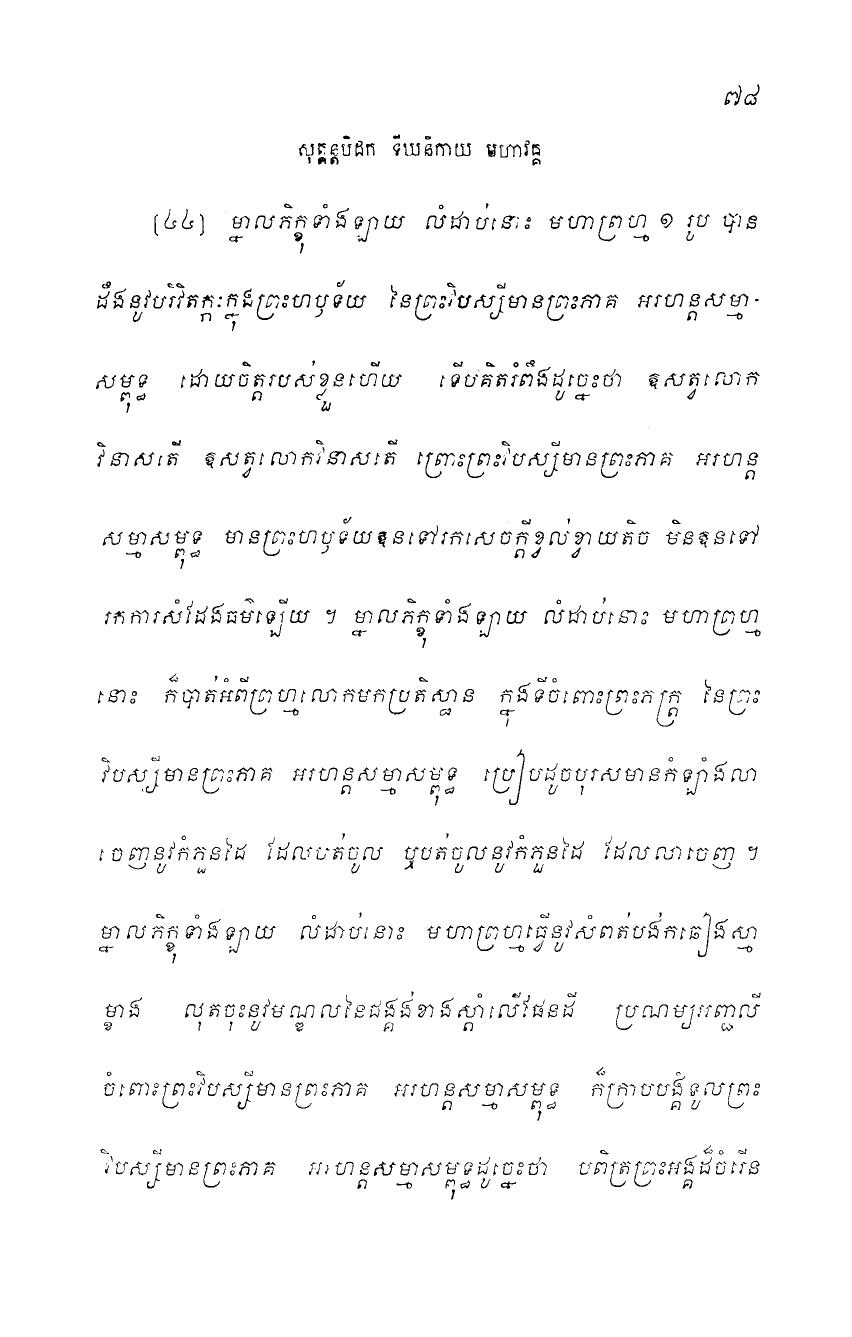 ៧៨
សុត្តន្តបិដក ទីឃនិកាយ មហាវគ្គ
[៤៤] ម្នាលភិក្ខុទាំងឡាយ លំដាប់នោះ មហាព្រហ្ម ១ រូប បាន
ដឹងនូវបរិវិតក្កៈក្នុងព្រះហឫទ័យ នៃព្រះវិបស្សីមានព្រះភាគ អរហន្តសម្មា-
សម្ពុទ្ធ ដោយចិត្តរបស់ខ្លួនហើយ ទើបគិតរំពឹងដូច្នេះថា ឱសត្វលោក
វិនាសតើ ឱសត្វលោកវិនាសតើ ព្រោះព្រះវិបស្សីមានព្រះភាគ អរហន្ត
សម្មាសម្ពុទ្ធ មានព្រះហឫទ័យឱនទៅរកសេចក្តីខ្វល់ខ្វាយតិច មិនឱនទៅ
រកការសំដែងធម៌ឡើយ ។ ម្នាលភិក្ខុទាំងឡាយ លំដាប់នោះ មហាព្រហ្ម
នោះ ក៏បាត់អំពីព្រហ្មលោកមកប្រតិស្ឋាន ក្នុងទីចំពោះព្រះភក្ត្រ នៃព្រះ
វិបស្សីមានព្រះភាគ អរហន្តសម្មាសម្ពុទ្ធ ប្រៀបដូចបុរសមានកំឡាំងលា
ចេញនូវកំភួនដៃ ដែលបត់ចូល ឬបត់ចូលនូវកំភួនដៃ ដែលលាចេញ ។
ម្នាលភិក្ខុទាំងឡាយ លំដាប់នោះ មហាព្រហ្មធ្វើនូវសំពត់បង់កឆៀងស្មា
ម្ខាង លុតចុះនូវមណ្ឌលនៃជង្គង់ខាងស្តាំលើផែនដី ប្រណម្យអញ្ជលី
ចំពោះព្រះវិបស្សីមានព្រះភាគ អរហន្តសម្មាសម្ពុទ្ធ ក៏ក្រាបបង្គំទូលព្រះ
វិបស្សីមានព្រះភាគ អរហន្តសម្មាសម្ពុទ្ធដូច្នេះថា បពិត្រព្រះអង្គដ៏ចំរើន